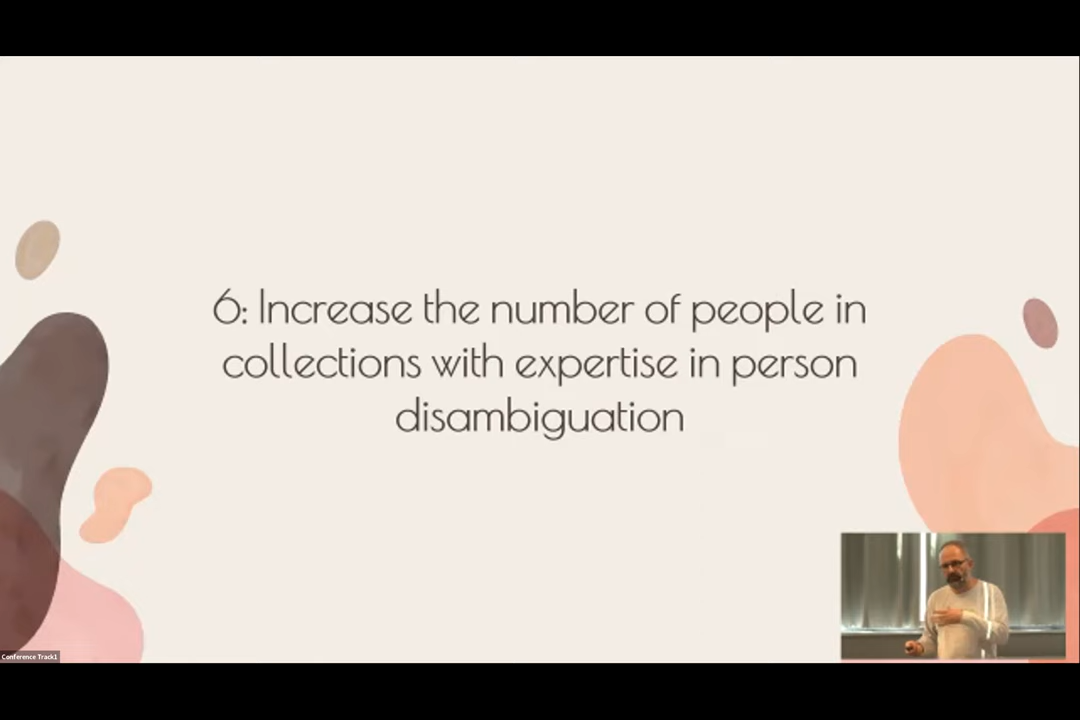 6: Increase the number of people in
collections with expertise in person
disambiguation
Conference Track1